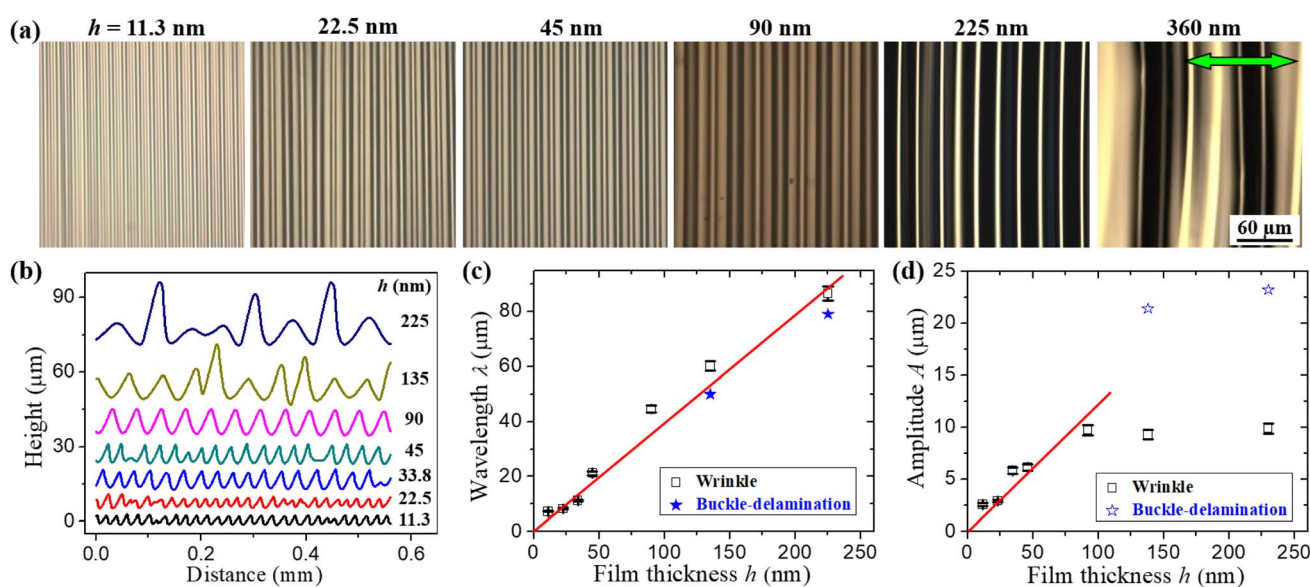 (a) h = 11.3 nm 22.5 nm 45 nm 90 nm 225 nm 360 nm
60 μm
(b)
h (nm)
90
60
30
0
225
135
90
45
33.8
22.5
11.3
Height (μm)
0.0 0.2 0.4 0.6
Distance (mm)
(c)
80
60
40
20
0
Wavelength λ (μm)
Wrinkle
Buckle-delamination
0 50 100 150 200 250
Film thickness h (nm)
(d)
25
20
15
10
5
0
Amplitude A (μm)
Wrinkle
Buckle-delamination
0 50 100 150 200 250
Film thickness h (nm)